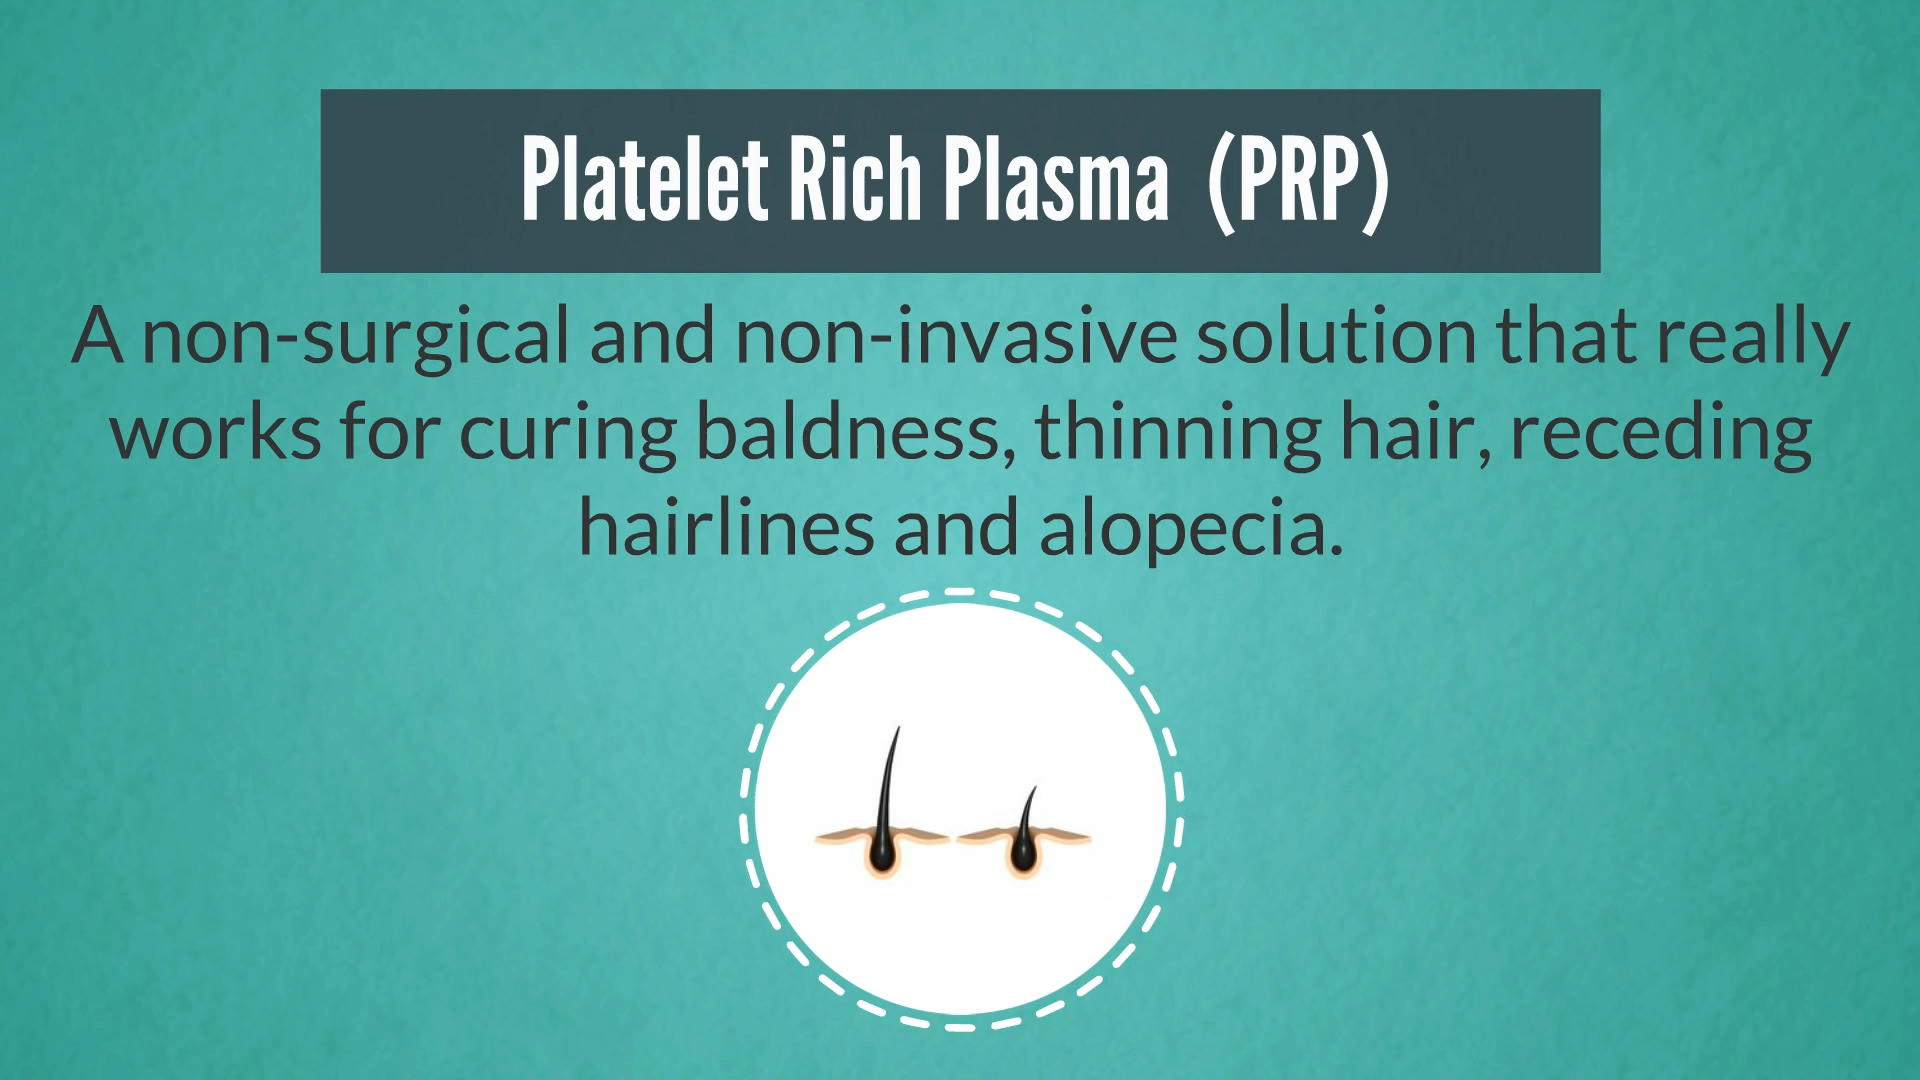 Platelet Rich Plasma (PRP)
A non-surgical and non-invasive solution that really
works for curing baldness, thinning hair, receding
hairlines and alopecia.